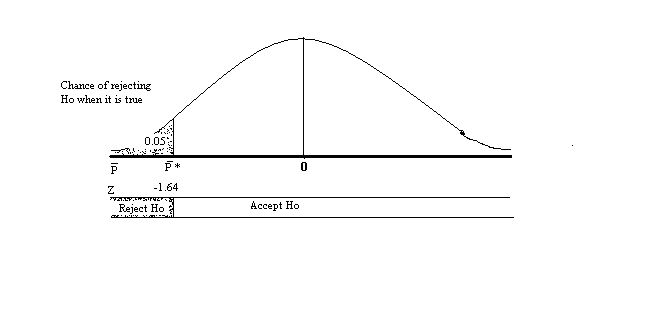 Chance of rejecting
Ho when it is true
0.05
P̅ P̅ * 0
Z -1.64
Reject Ho Accept Ho